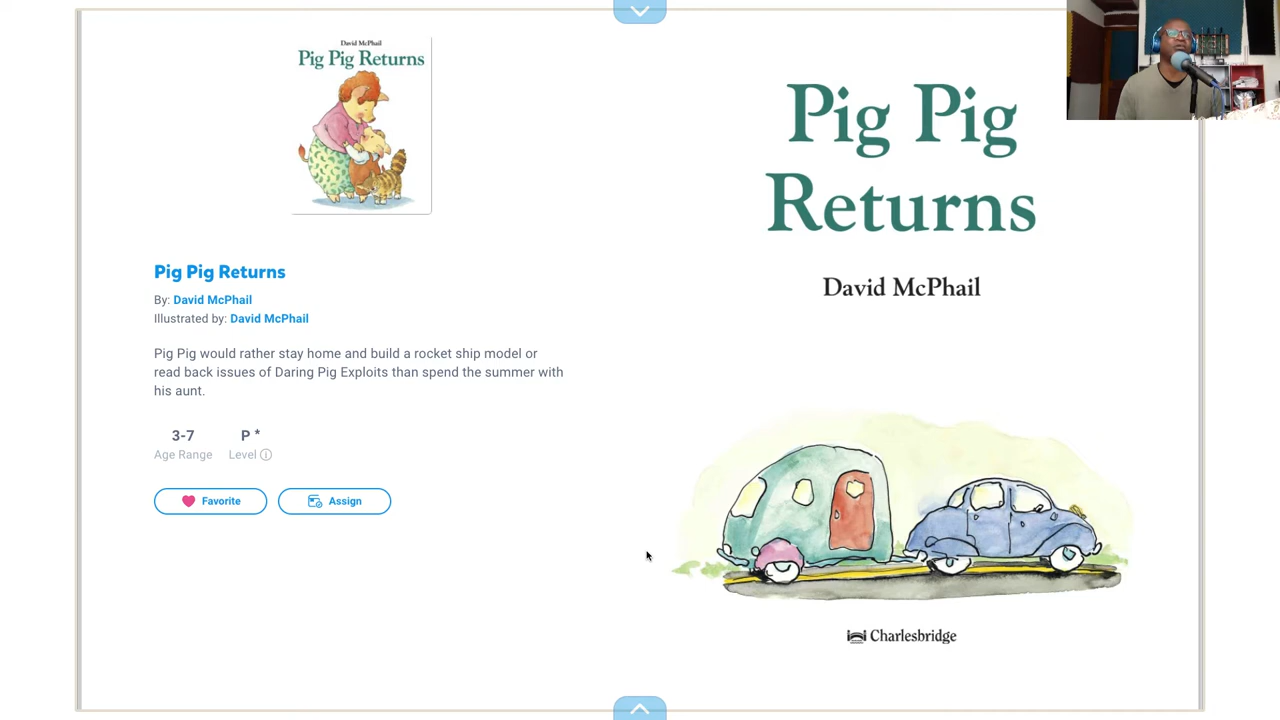 David McPhail
Pig Pig Returns
Pig Pig Returns
By: David McPhail
Illustrated by: David McPhail
Pig Pig would rather stay home and build a rocket ship model or
read back issues of Daring Pig Exploits than spend the summer with
his aunt.
3-7 P *
Age Range Level
Favorite Assign
Pig Pig
Returns
David McPhail
Charlesbridge